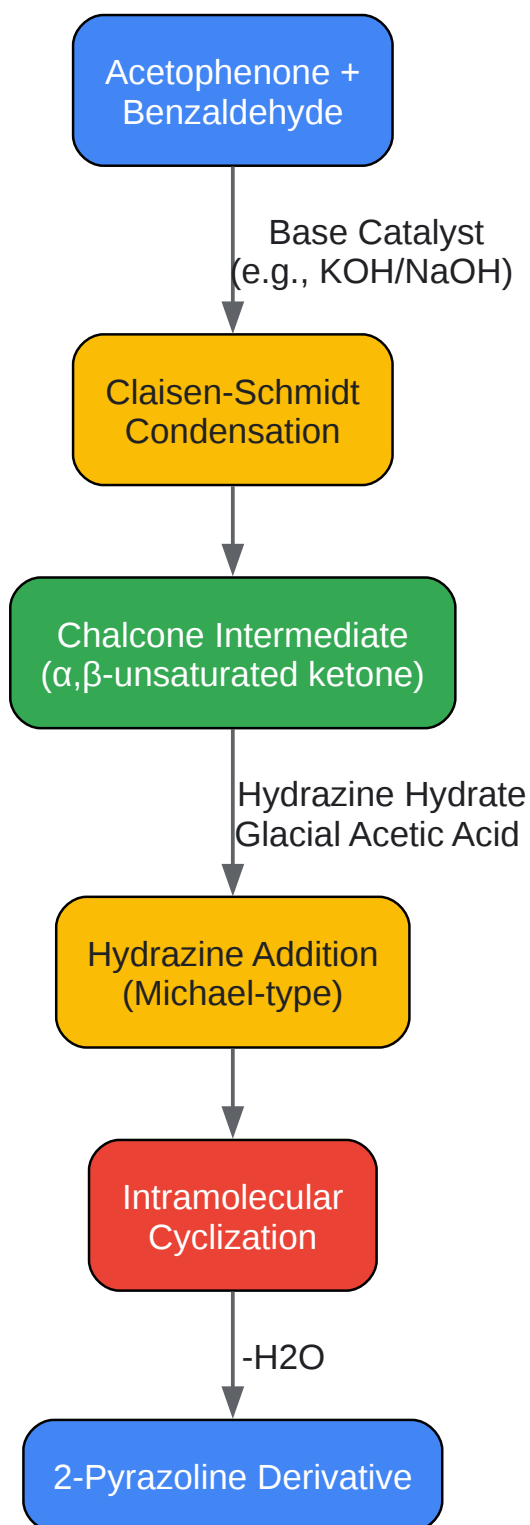 Acetophenone +
Benzaldehyde
Base Catalyst
(e.g., KOH/NaOH)
Claisen-Schmidt
Condensation
Chalcone Intermediate
(α,β-unsaturated ketone)
Hydrazine Hydrate
Glacial Acetic Acid
Hydrazine Addition
(Michael-type)
Intramolecular
Cyclization
-H2O
2-Pyrazoline Derivative